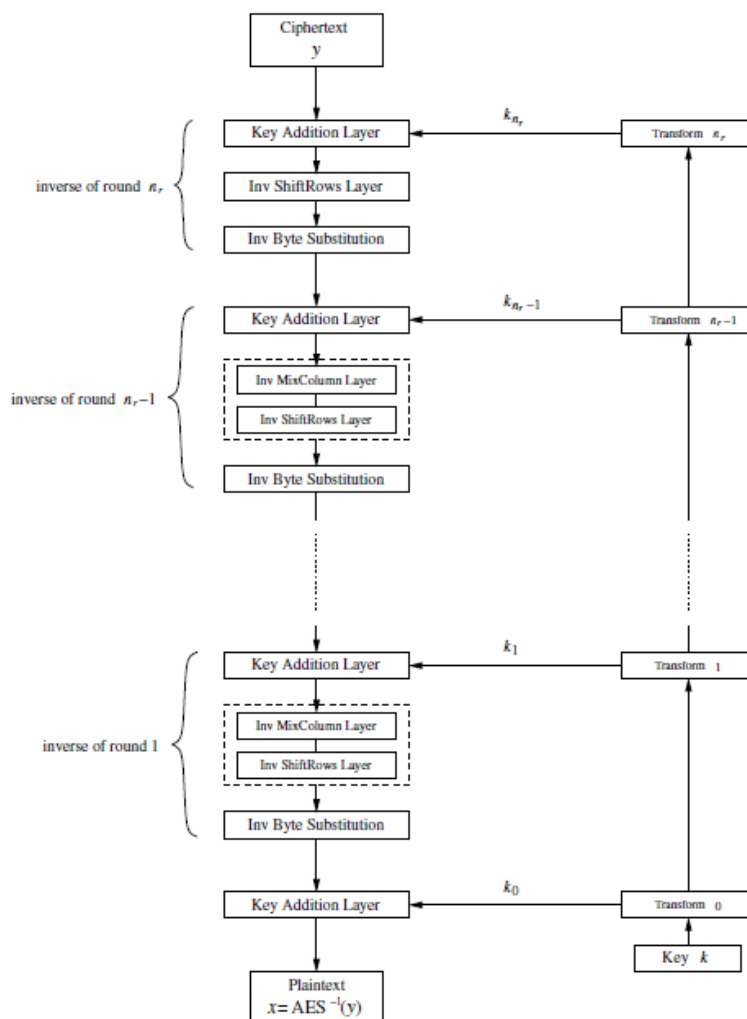 Ciphertext
y
Key Addition Layer
k_{n_r}
Transform n_r
inverse of round n_r
Inv ShiftRows Layer
Inv Byte Substitution
Key Addition Layer
k_{n_r-1}
Transform n_r-1
Inv MixColumn Layer
inverse of round n_r-1
Inv ShiftRows Layer
Inv Byte Substitution
Key Addition Layer
k_1
Transform 1
Inv MixColumn Layer
inverse of round 1
Inv ShiftRows Layer
Inv Byte Substitution
Key Addition Layer
k_0
Transform 0
Key k
Plaintext
x= AES^{-1}(y)